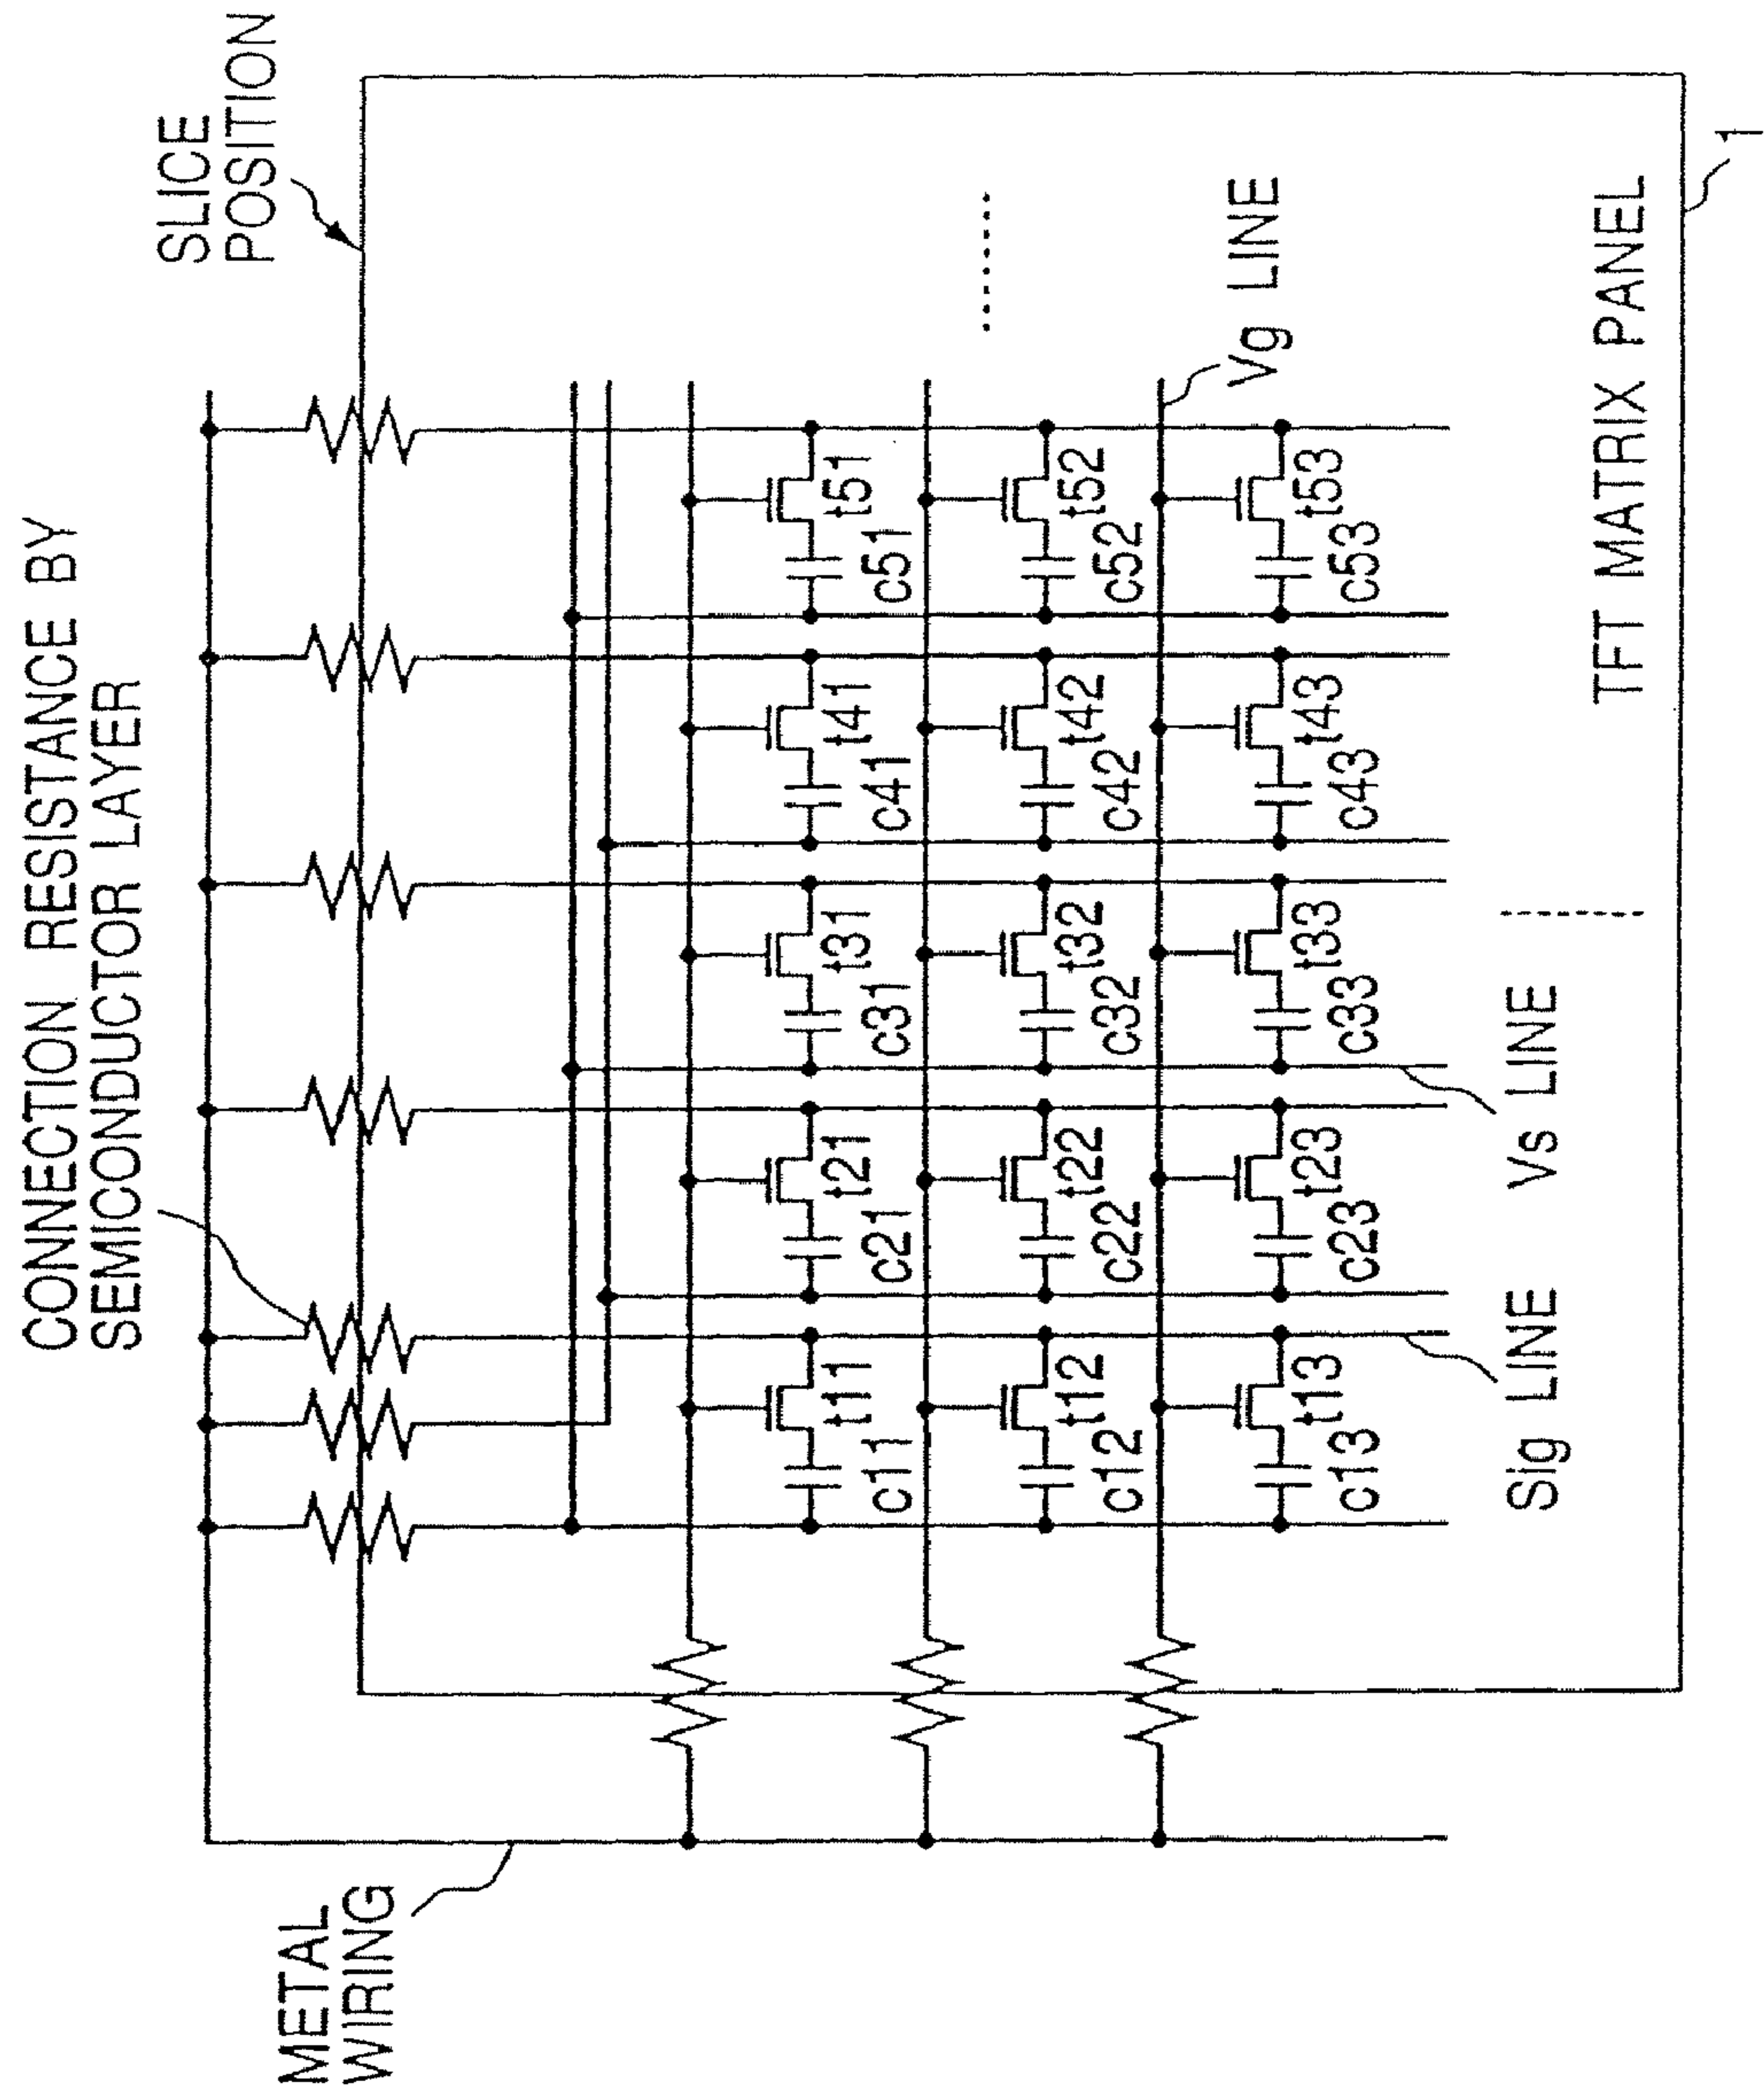 CONNECTION RESISTANCE BY
SEMICONDUCTOR LAYER
SLICE
POSITION
METAL
WIRING
t11
c11
t21
c21
t31
c31
t41
c41
t51
c51
t12
c12
t22
c22
t32
c32
t42
c42
t52
c52
t13
c13
t23
c23
t33
c33
t43
c43
t53
c53
Vg LINE
Sig LINE
Vs LINE
TFT MATRIX PANEL
1